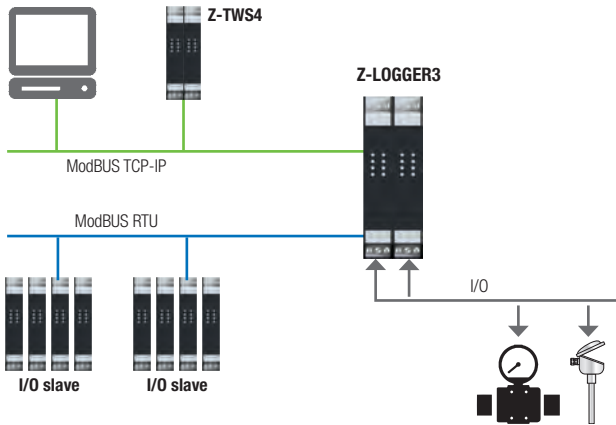 Z-TWS4
Z-LOGGER3
ModBUS TCP-IP
ModBUS RTU
I/O
I/O slave
I/O slave